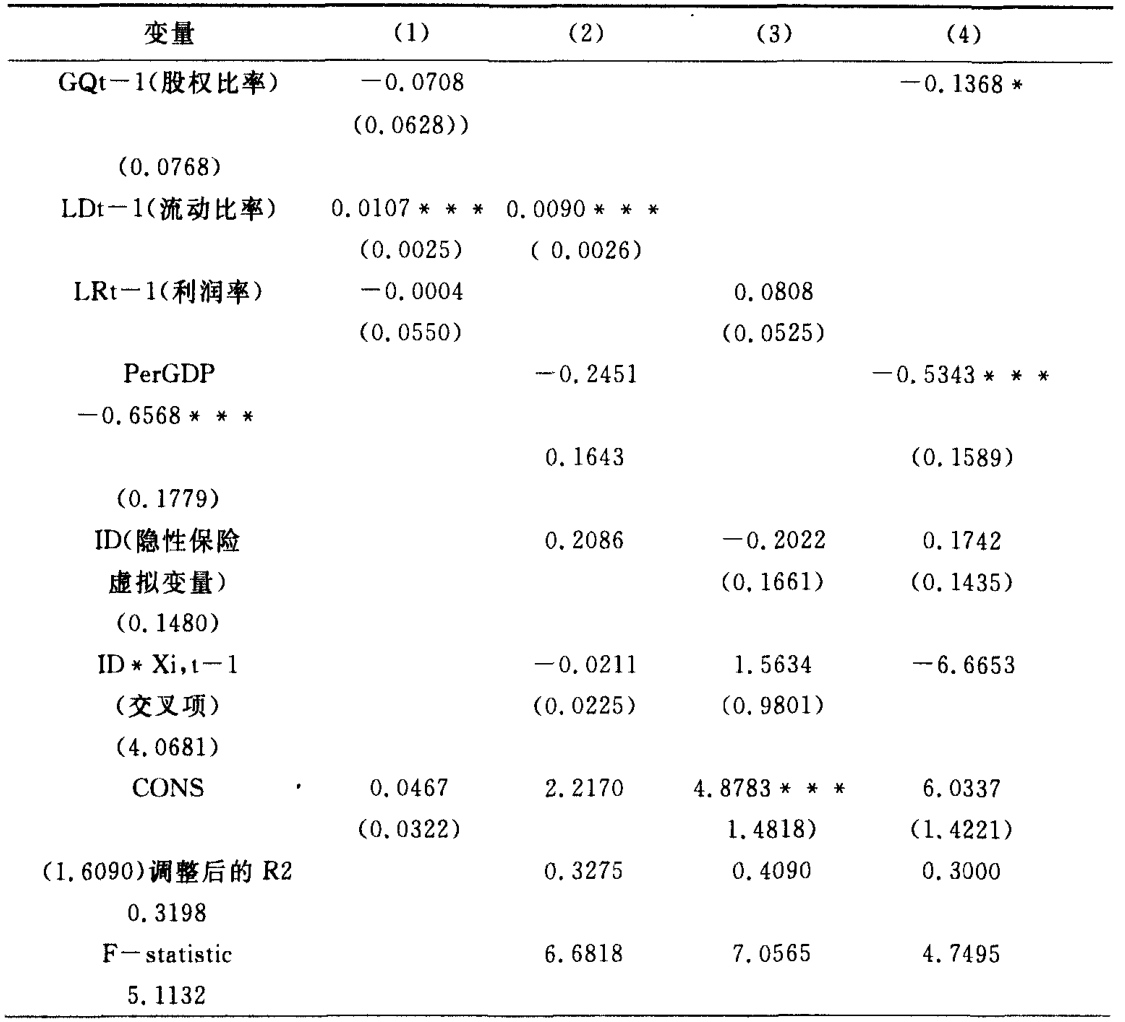 变量 (1) (2) (3) (4)
GQt-1(股权比率) -0.0708 -0.1368 *
(0.0628))
(0.0768)
LDt-1(流动比率) 0.0107 * * * 0.0090 * * *
(0.0025) ( 0.0026)
LRt-1(利润率) -0.0004 0.0808
(0.0550) (0.0525)
PerGDP -0.2451 -0.5343 * * *
-0.6568 * * *
0.1643 (0.1589)
(0.1779)
ID(隐性保险 0.2086 -0.2022 0.1742
虚拟变量) (0.1661) (0.1435)
(0.1480)
ID * Xi,t-1 -0.0211 1.5634 -6.6653
(交叉项) (0.0225) (0.9801)
(4.0681)
CONS 0.0467 2.2170 4.8783 * * * 6.0337
(0.0322) 1.4818) (1.4221)
(1.6090)调整后的 R2 0.3275 0.4090 0.3000
0.3198
F-statistic 6.6818 7.0565 4.7495
5.1132